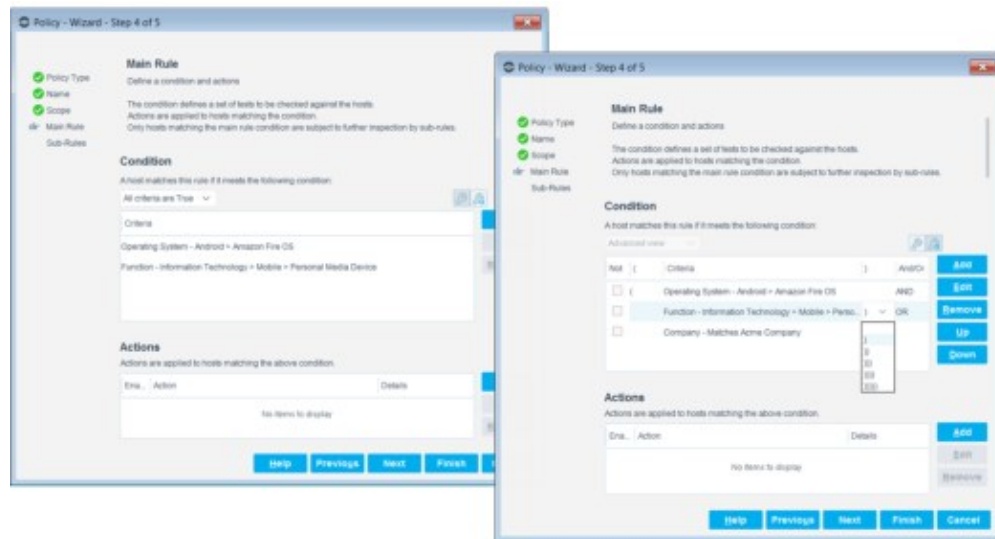 Policy - Wizard - Step 4 of 5
Policy Type
Name
Scope
Main Rule
Sub-Rules
Main Rule
Define a condition and actions
The condition defines a set of tests to be checked against the hosts.
Actions are applied to hosts matching the condition.
Only hosts matching the main rule condition are subject to further inspection by sub-rules.
Condition
A host matches this rule if it meets the following condition:
All criteria are True
Criteria
Operating System - Android > Amazon Fire OS
Function - Information Technology > Mobile > Personal Media Device
Actions
Actions are applied to hosts matching the above condition.
Ena... Action Details
No items to display
Help Previous Next Finish
Policy - Wizard - Step 4 of 5
Policy Type
Name
Scope
Main Rule
Sub-Rules
Main Rule
Define a condition and actions
The condition defines a set of tests to be checked against the hosts.
Actions are applied to hosts matching the condition.
Only hosts matching the main rule condition are subject to further inspection by sub-rules.
Condition
A host matches this rule if it meets the following condition:
Advanced view
Not ( Criteria ) And/Or
( Operating System - Android > Amazon Fire OS AND
Function - Information Technology > Mobile > Perso... ) OR
Company - Matches Acme Company
)
))
)))
))))
)))))
Add
Edit
Remove
Up
Down
Actions
Actions are applied to hosts matching the above condition.
Ena... Action Details
No items to display
Add
Edit
Remove
Help Previous Next Finish Cancel